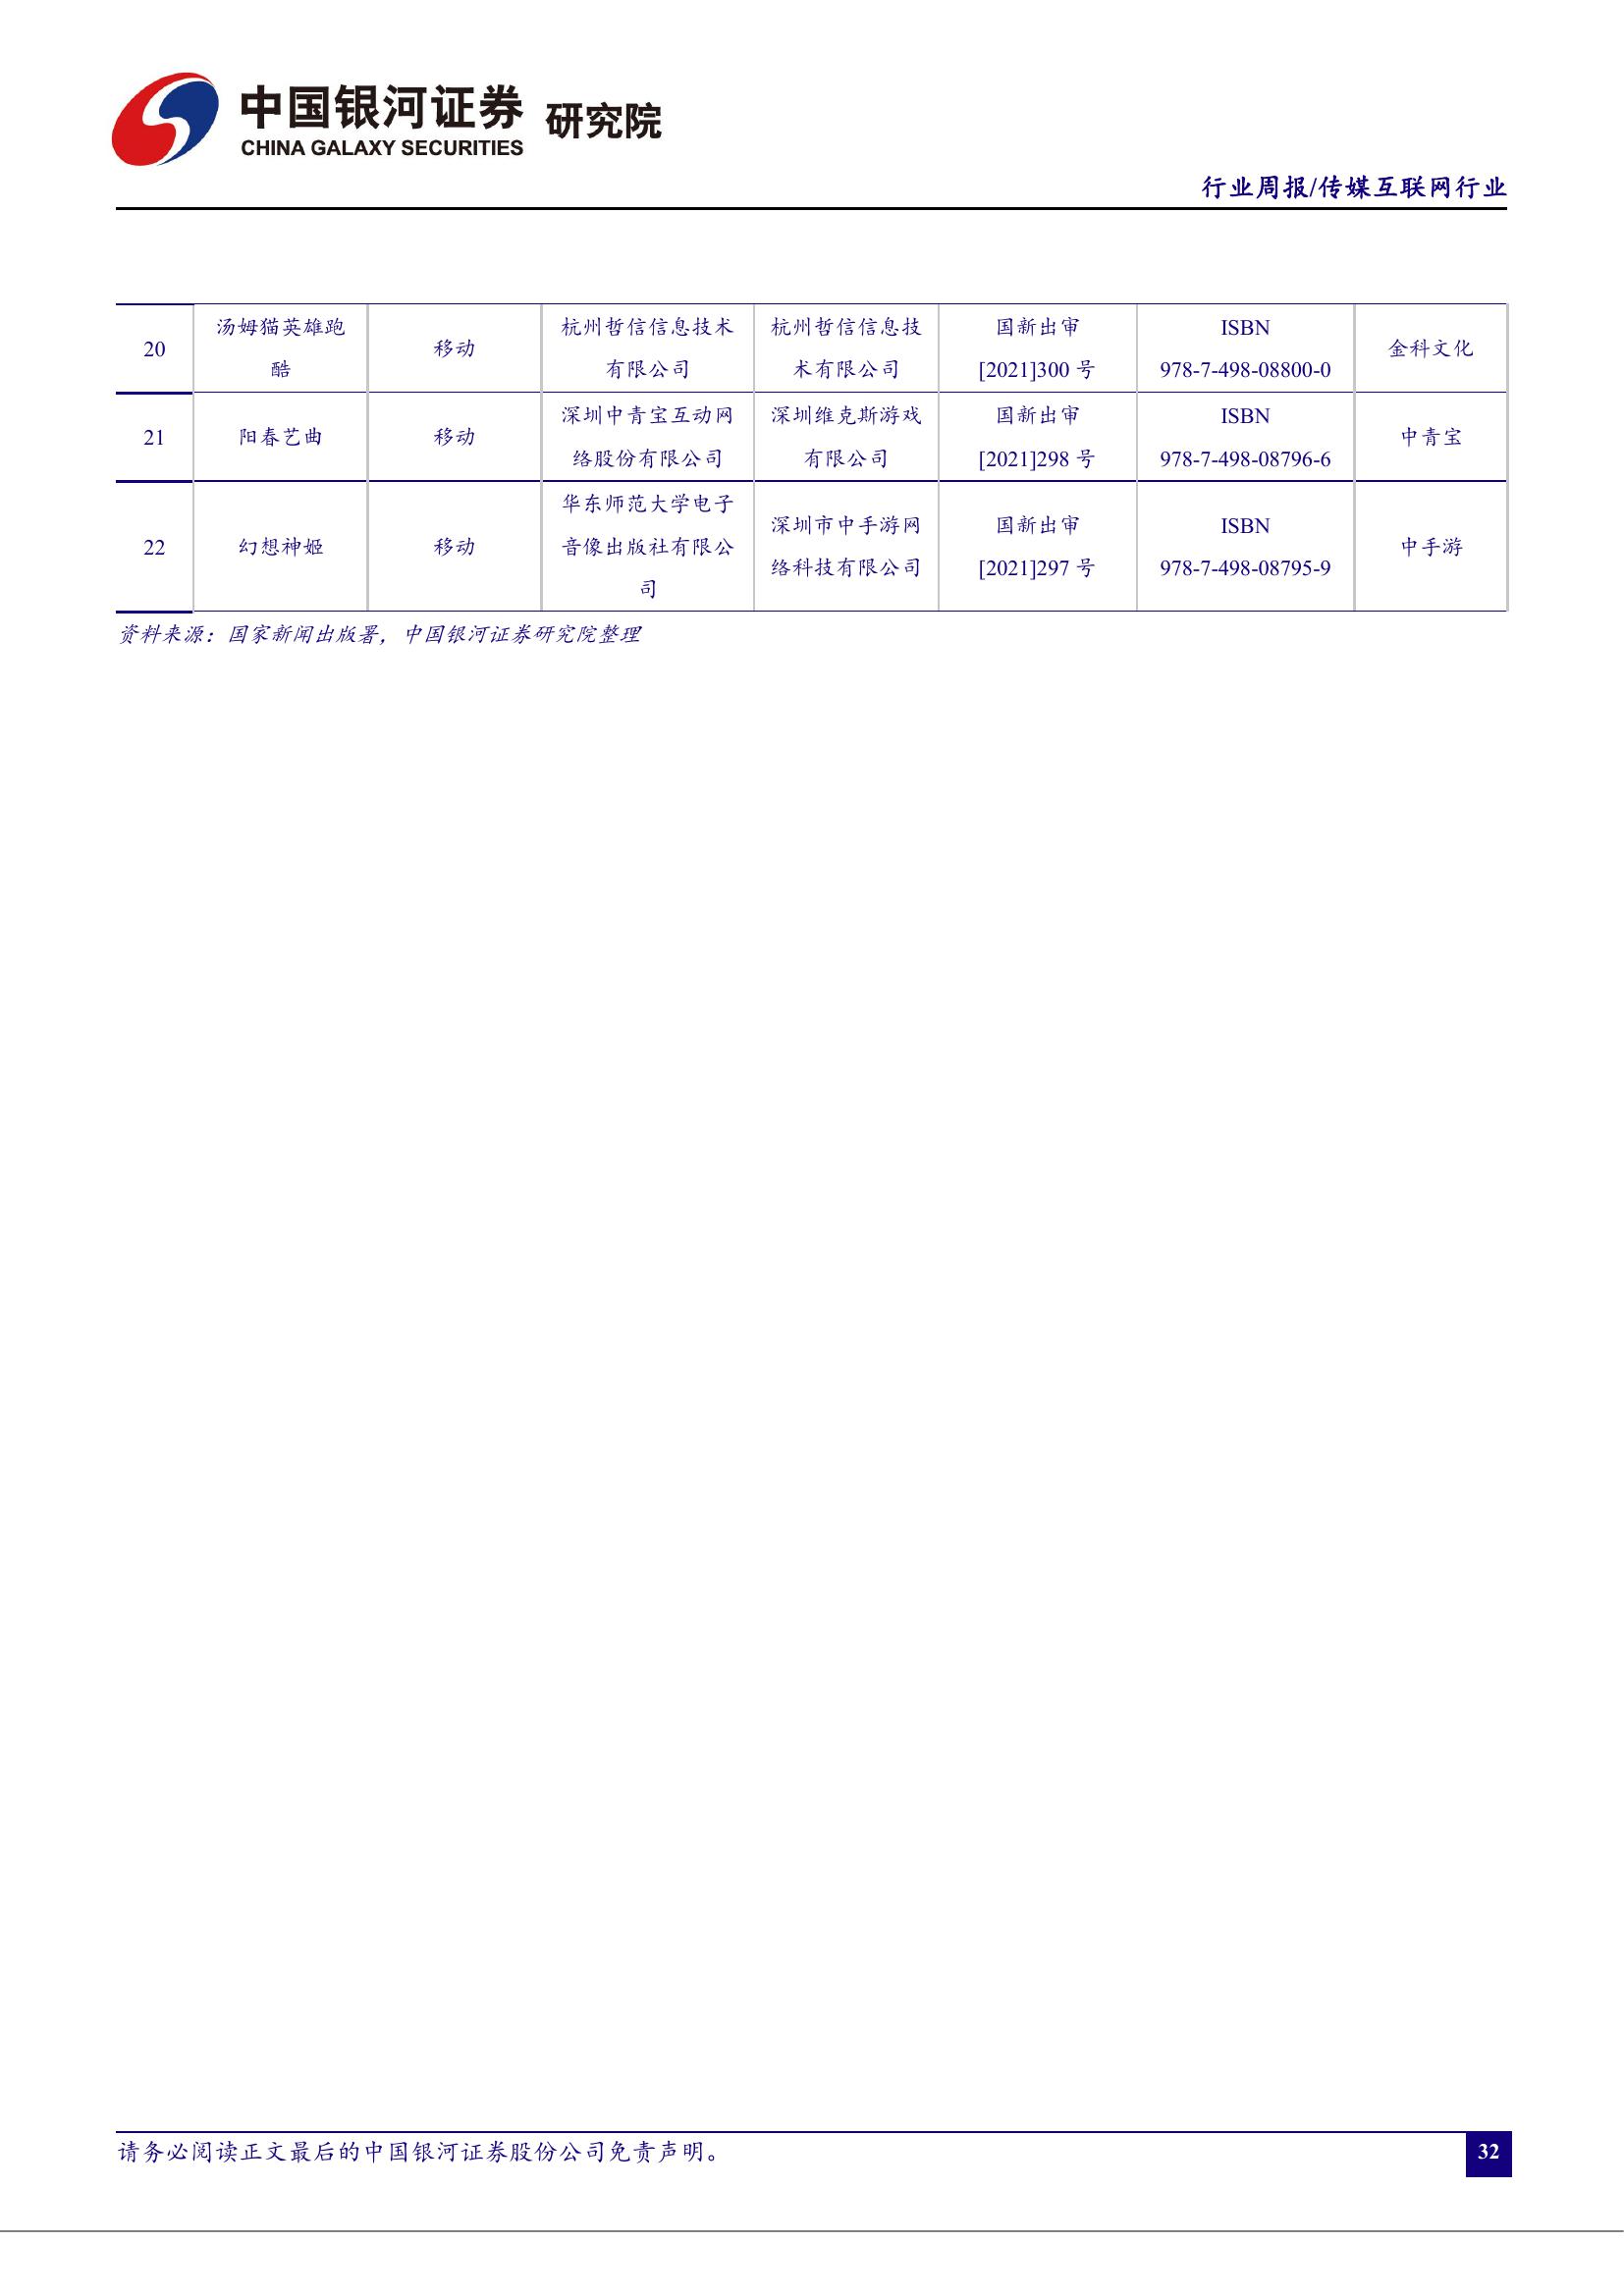 中国银河证券 研究院
CHINA GALAXY SECURITIES
行业周报/传媒互联网行业
20 汤姆猫英雄跑酷 移动 杭州哲信信息技术有限公司 杭州哲信信息技术有限公司 国新出审[2021]300 号 ISBN 978-7-498-08800-0 金科文化
21 阳春艺曲 移动 深圳中青宝互动网络股份有限公司 深圳维克斯游戏有限公司 国新出审[2021]298 号 ISBN 978-7-498-08796-6 中青宝
22 幻想神姬 移动 华东师范大学电子音像出版社有限公司 深圳市中手游网络科技有限公司 国新出审[2021]297 号 ISBN 978-7-498-08795-9 中手游
资料来源：国家新闻出版署，中国银河证券研究院整理
请务必阅读正文最后的中国银河证券股份公司免责声明。
32